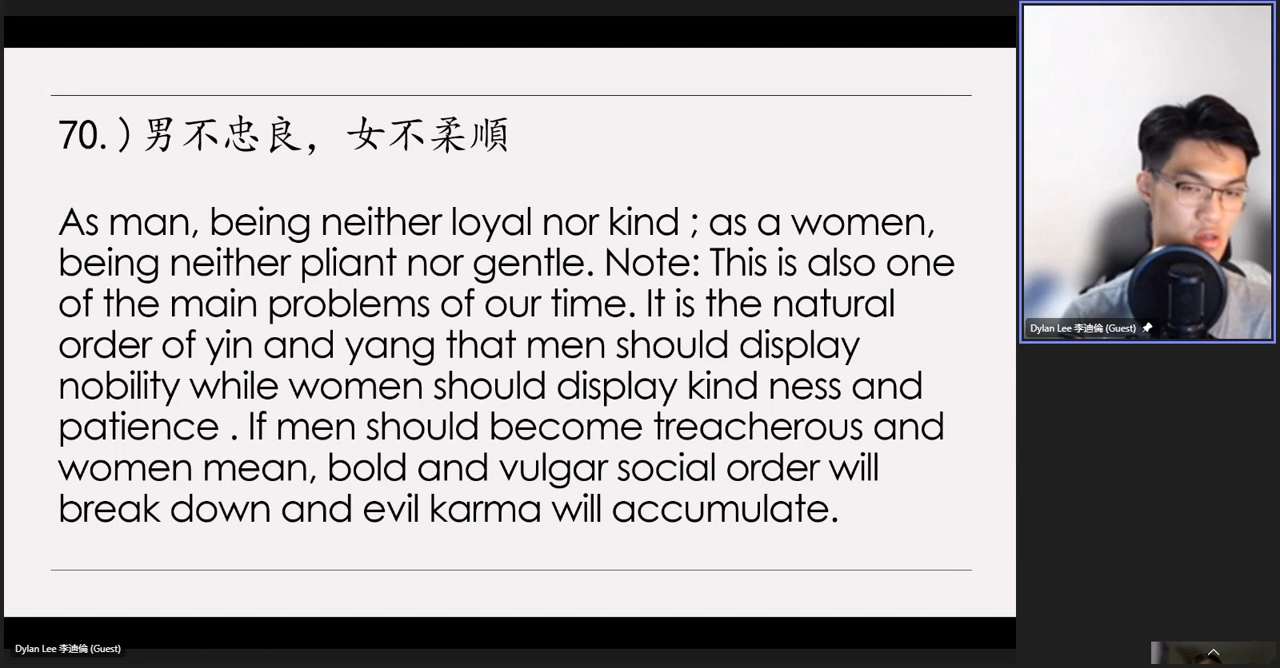 70.) 男不忠良，女不柔順
As man, being neither loyal nor kind ; as a women,
being neither pliant nor gentle. Note: This is also one
of the main problems of our time. It is the natural
order of yin and yang that men should display
nobility while women should display kind ness and
patience . If men should become treacherous and
women mean, bold and vulgar social order will
break down and evil karma will accumulate.
Dylan Lee 李迪倫 (Guest)
Dylan Lee 李迪倫 (Guest)